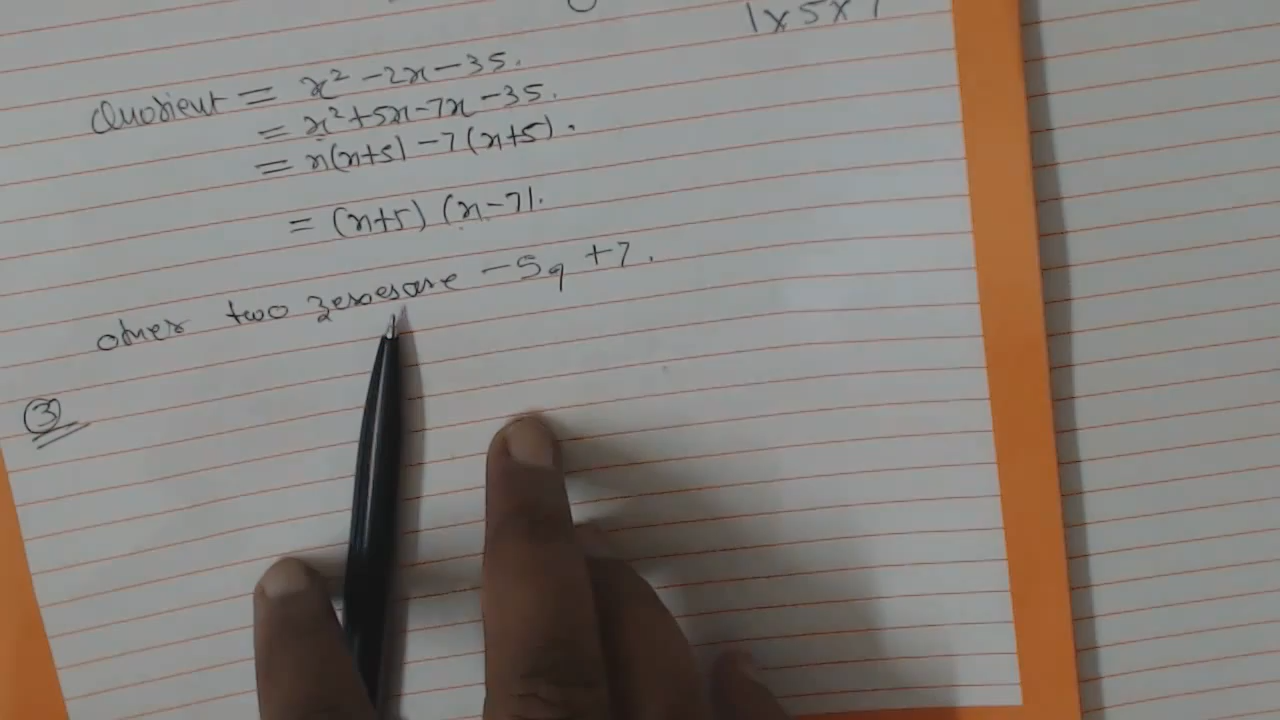 1x5x7
Quotient = x² - 2x - 35.
= x² + 5x - 7x - 35.
= x(x+5) - 7(x+5).
= (x+5) (x-7).
other two zeroes are -5, +7.
③